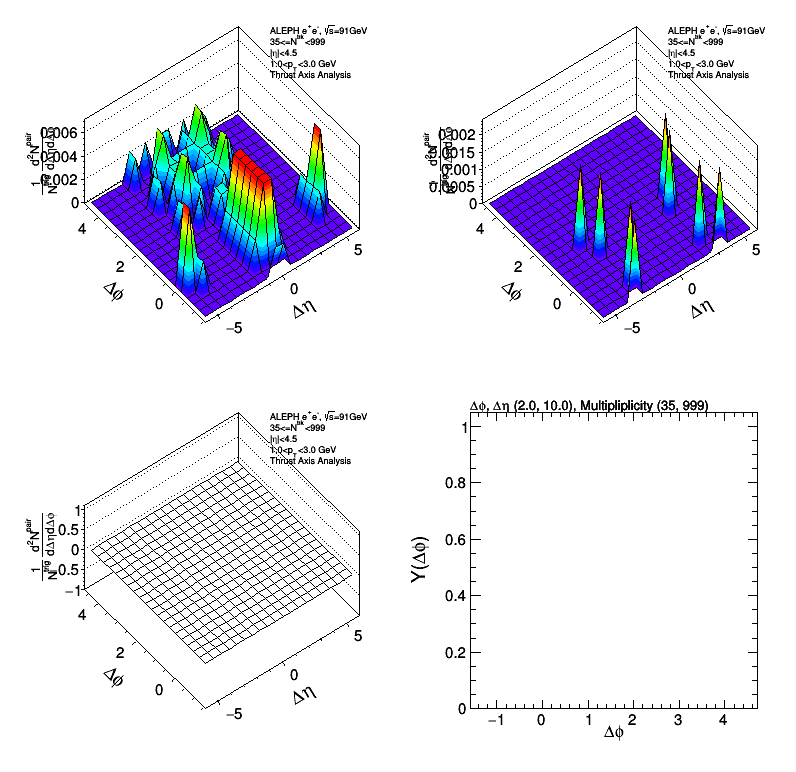 ALEPH e+e-, √s=91GeV
35<=N^trk<999
|η|<4.5
1.0<p_T<3.0 GeV
Thrust Axis Analysis
0.006
0.004
0.002
0
4
2
0
Δφ
−5
0
5
Δη
ALEPH e+e-, √s=91GeV
35<=N^trk<999
|η|<4.5
1.0<p_T<3.0 GeV
Thrust Axis Analysis
0.002
0.0015
0.001
0.0005
0
4
2
0
Δφ
−5
0
5
Δη
ALEPH e+e-, √s=91GeV
35<=N^trk<999
|η|<4.5
1.0<p_T<3.0 GeV
Thrust Axis Analysis
1/N^trig d²N^pair/dΔηdΔφ
1
0.5
0
−0.5
−1
4
2
0
Δφ
−5
0
5
Δη
Δφ, Δη (2.0, 10.0), Multipliplicity (35, 999)
Y(Δφ)
1
0.8
0.6
0.4
0.2
0
−1
0
1
2
3
4
Δφ